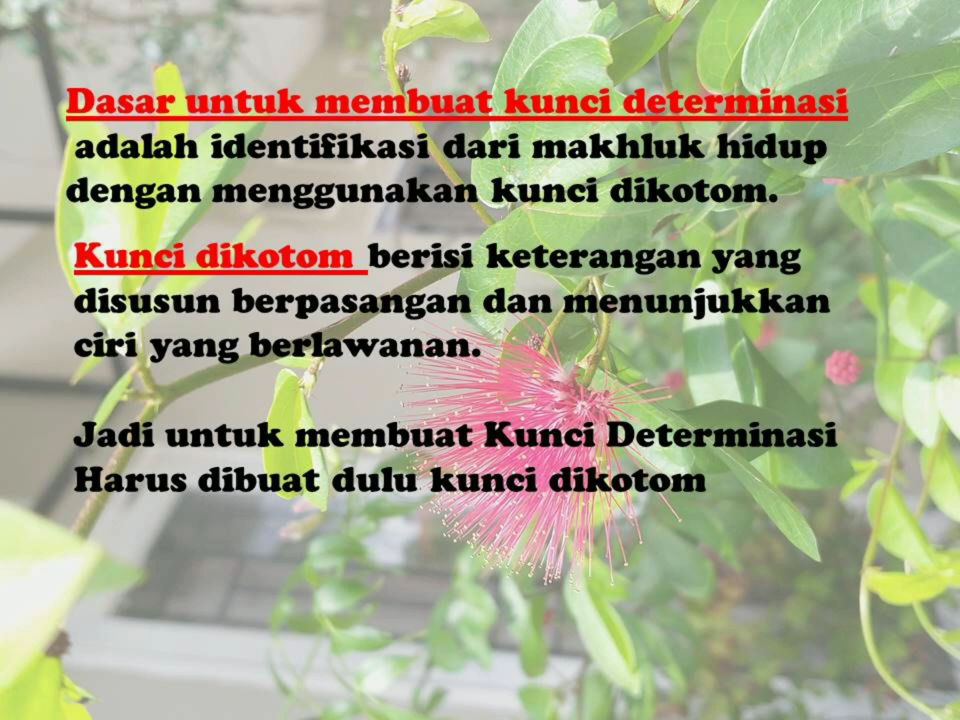 Dasar untuk membuat kunci determinasi
adalah identifikasi dari makhluk hidup
dengan menggunakan kunci dikotom.
Kunci dikotom berisi keterangan yang
disusun berpasangan dan menunjukkan
ciri yang berlawanan.
Jadi untuk membuat Kunci Determinasi
Harus dibuat dulu kunci dikotom